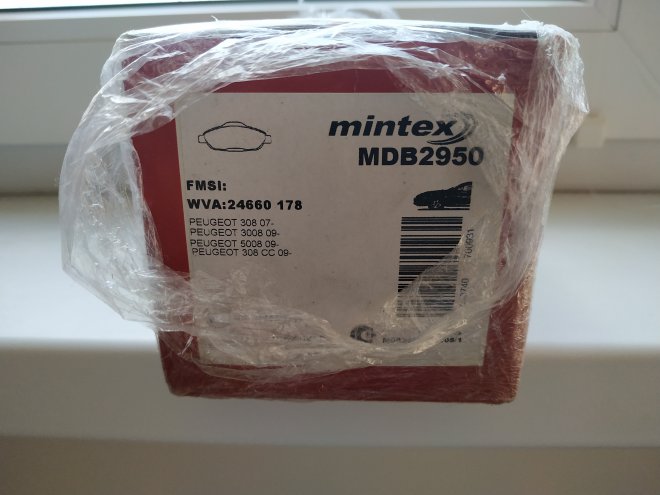 mintex
MDB2950
FMSI:
WVA:24660 178
PEUGEOT 308 07-
PEUGEOT 3008 09-
PEUGEOT 5008 09-
PEUGEOT 308 CC 09-